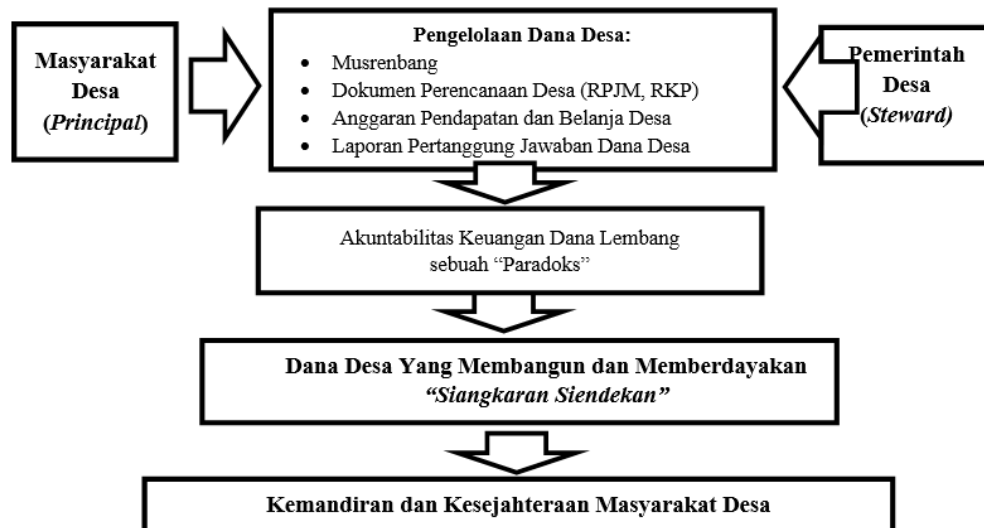 Masyarakat
Desa
(Principal)
Pengelolaan Dana Desa:
• Musrenbang
• Dokumen Perencanaan Desa (RPJM, RKP)
• Anggaran Pendapatan dan Belanja Desa
• Laporan Pertanggung Jawaban Dana Desa
Pemerintah
Desa
(Steward)
Akuntabilitas Keuangan Dana Lembang
sebuah “Paradoks”
Dana Desa Yang Membangun dan Memberdayakan
“Siangkaran Siendekan”
Kemandiran dan Kesejahteraan Masyarakat Desa